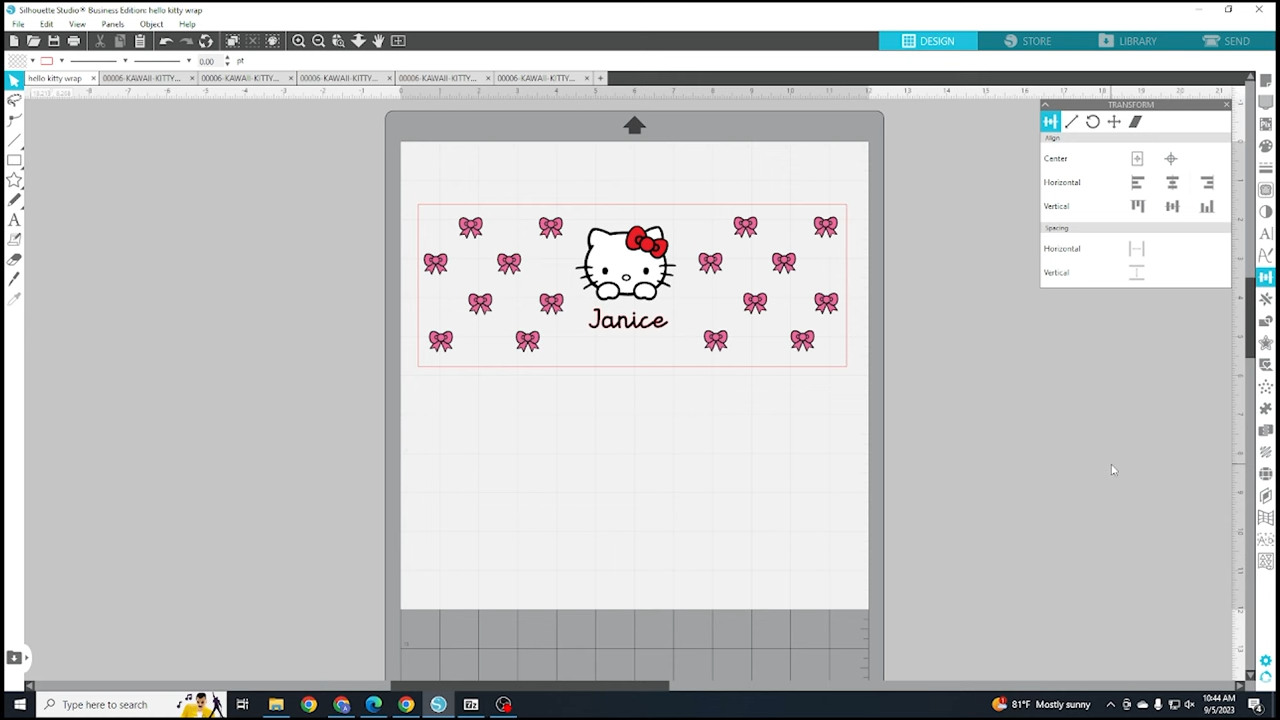 Silhouette Studio® Business Edition: hello kitty wrap
File Edit View Panels Object Help
DESIGN STORE LIBRARY SEND
0.00 pt
hello kitty wrap 00006-KAWAII-KITTY... 00006-KAWAII-KITTY... 00006-KAWAII-KITTY... 00006-KAWAII-KITTY... 00006-KAWAII-KITTY...
TRANSFORM
Align
Center
Horizontal
Vertical
Spacing
Horizontal
Vertical
Janice
Type here to search
81°F Mostly sunny
10:44 AM
9/5/2023